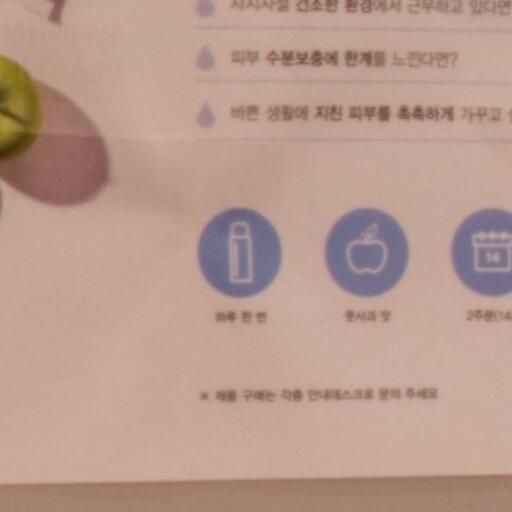 사시사철 건조한 환경에서 근무하고 있다면
피부 수분보충에 한계를 느낀다면?
바쁜 생활에 지친 피부를 촉촉하게 가꾸고
14
하루 한 번
풋사과 맛
2주분(14
※ 제품 구매는 각층 안내데스크로 문의 주세요